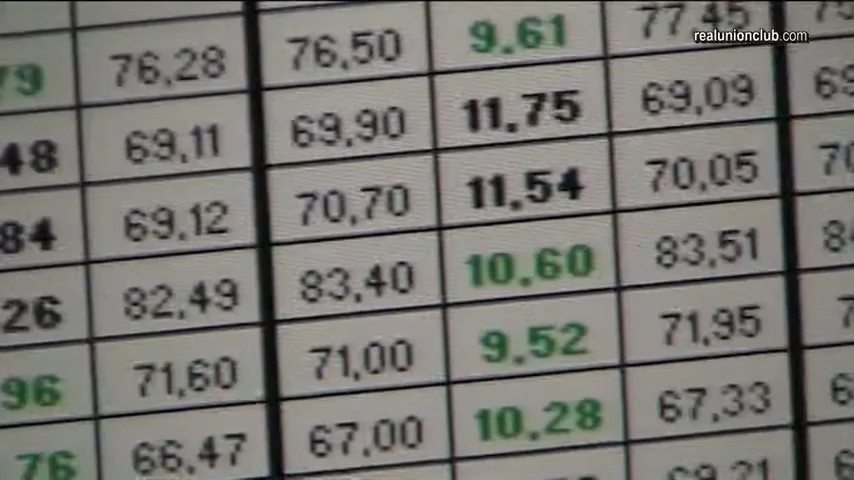 realunionclub.com
79 76,28 76,50 9.61 77,45
48 69,11 69,90 11.75 69,09
84 69,12 70,70 11.54 70,05
26 82,49 83,40 10.60 83,51
96 71,60 71,00 9.52 71,95
76 66,47 67,00 10.28 67,33